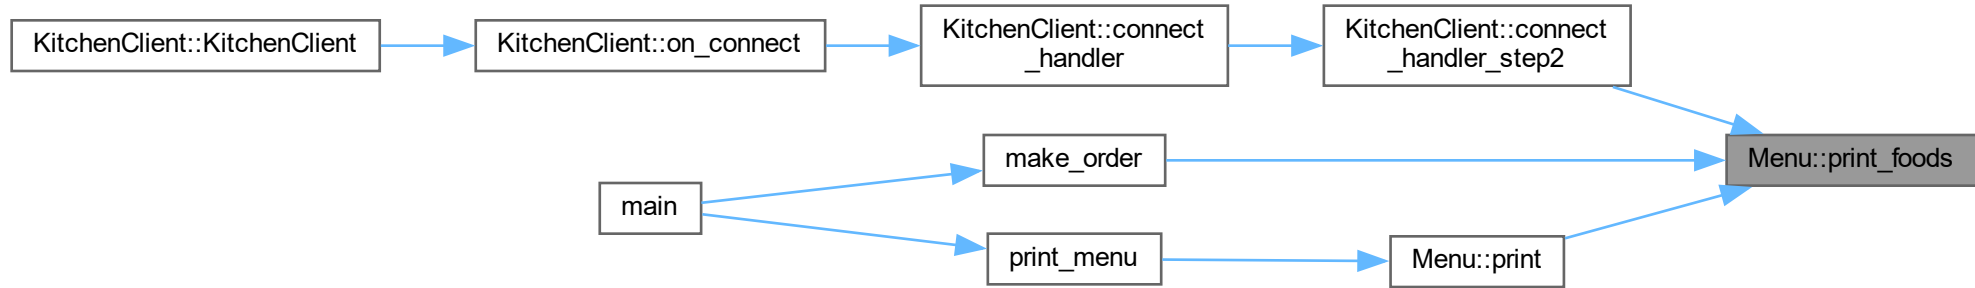 KitchenClient::KitchenClient
KitchenClient::on_connect
KitchenClient::connect
_handler
KitchenClient::connect
_handler_step2
make_order
Menu::print_foods
main
print_menu
Menu::print